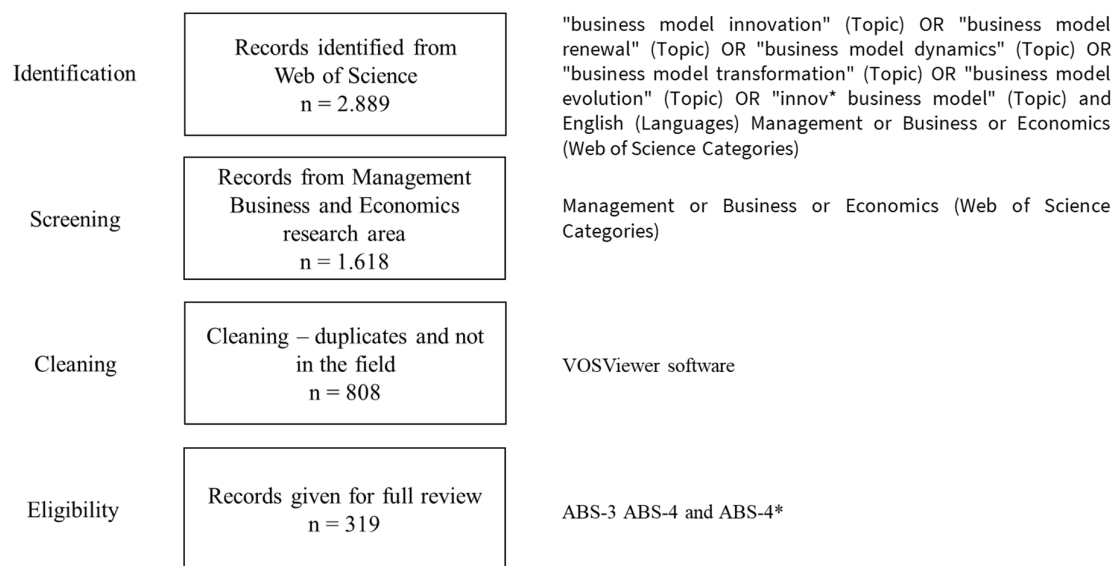 Identification
Records identified from
Web of Science
n = 2.889
"business model innovation" (Topic) OR "business model
renewal" (Topic) OR "business model dynamics" (Topic) OR
"business model transformation" (Topic) OR "business model
evolution" (Topic) OR "innov* business model" (Topic) and
English (Languages) Management or Business or Economics
(Web of Science Categories)
Screening
Records from Management
Business and Economics
research area
n = 1.618
Management or Business or Economics (Web of Science
Categories)
Cleaning
Cleaning – duplicates and not
in the field
n = 808
VOSViewer software
Eligibility
Records given for full review
n = 319
ABS-3 ABS-4 and ABS-4*